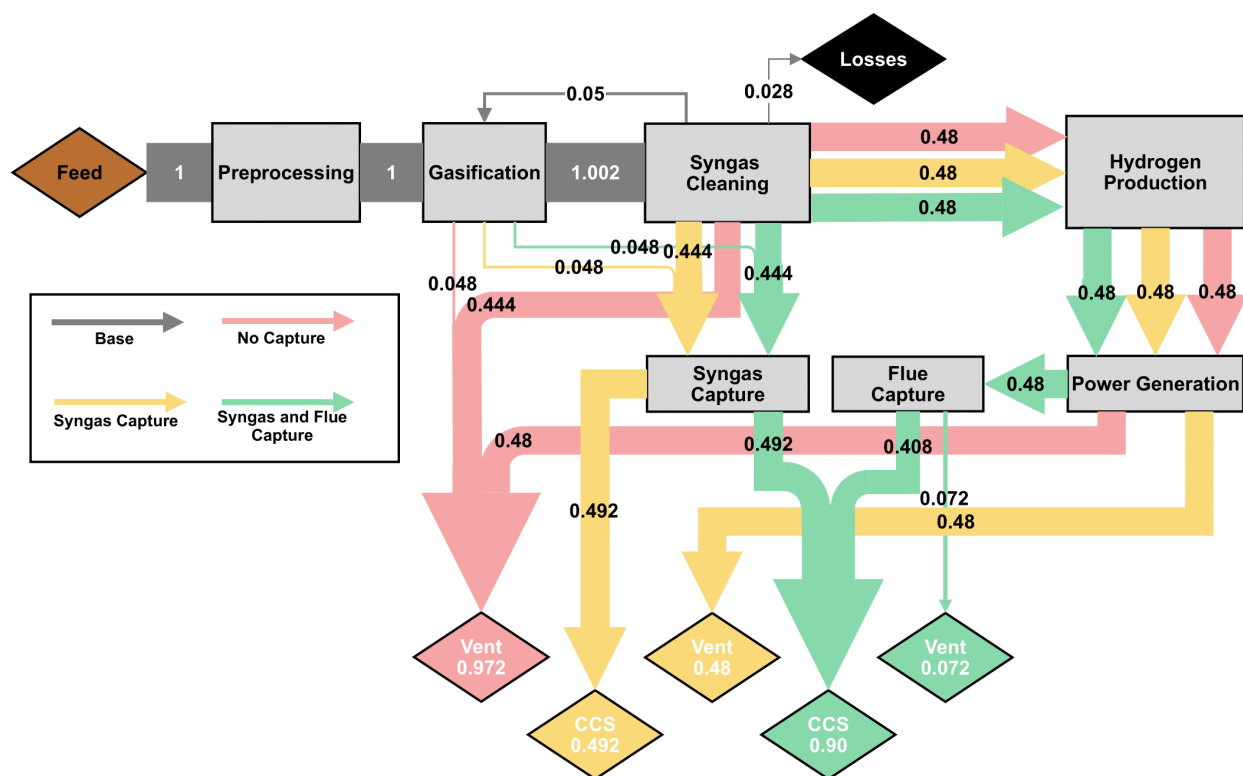 Losses
0.05
0.028
Feed
1
Preprocessing
1
Gasification
1.002
Syngas
Cleaning
0.48
0.48
0.48
Hydrogen
Production
0.048
0.048
0.444
0.048
0.444
0.444
0.48
0.48
0.48
Base
No Capture
Syngas Capture
Syngas and Flue
Capture
Syngas
Capture
Flue
Capture
0.48
Power Generation
0.48
0.492
0.408
0.492
0.072
0.48
Vent
0.972
Vent
0.48
Vent
0.072
CCS
0.492
CCS
0.90